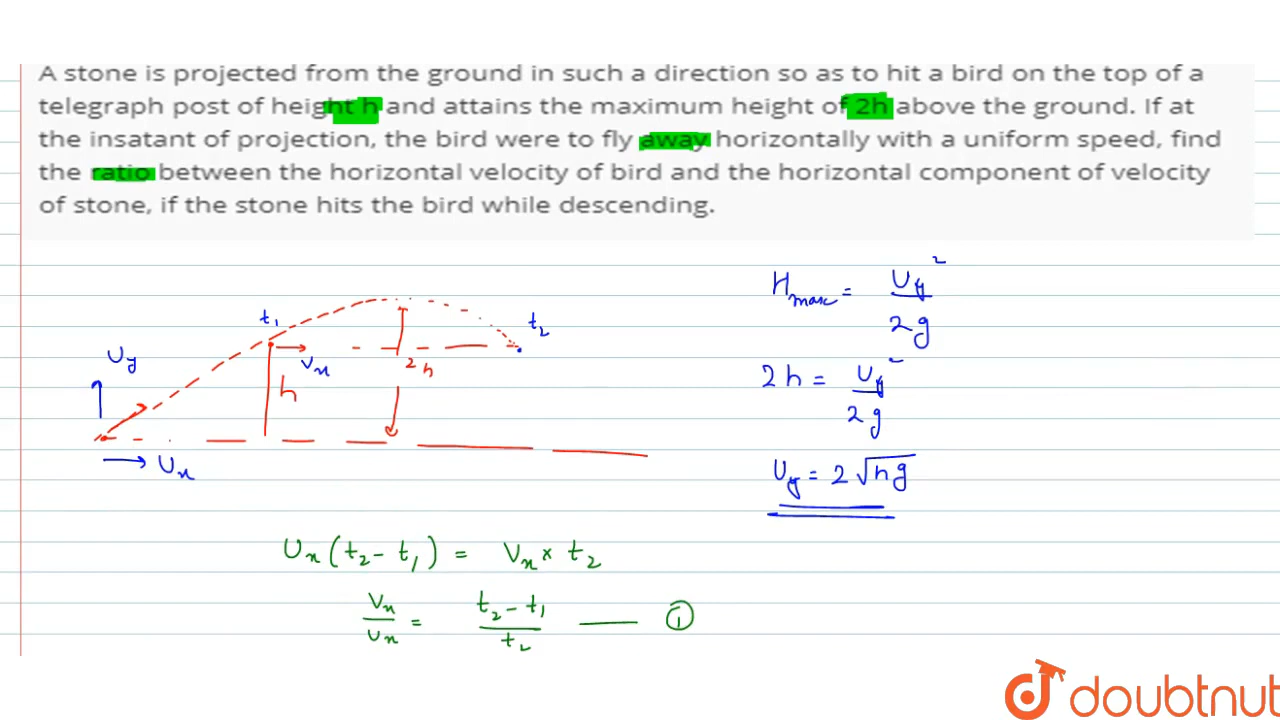 A stone is projected from the ground in such a direction so as to hit a bird on the top of a
telegraph post of height h and attains the maximum height of 2h above the ground. If at
the insatant of projection, the bird were to fly away horizontally with a uniform speed, find
the ratio between the horizontal velocity of bird and the horizontal component of velocity
of stone, if the stone hits the bird while descending.
t₁
t₂
Uy
Vx
h
2h
Ux
Hmax = Uy² / 2g
2h = Uy² / 2g
Uy = 2√hg
Ux (t₂ - t₁) = Vx × t₂
Vx / Ux = t₂ - t₁ / t₂ —— ①
doubtnut